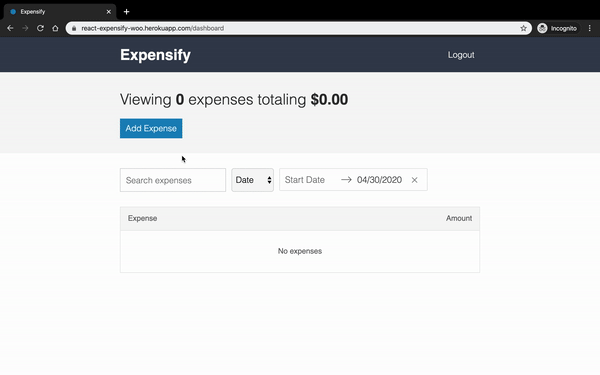 Expensify
react-expensify-woo.herokuapp.com/dashboard
Incognito
Expensify
Logout
Viewing 0 expenses totaling $0.00
Add Expense
Search expenses
Date
Start Date → 04/30/2020
Expense
Amount
No expenses